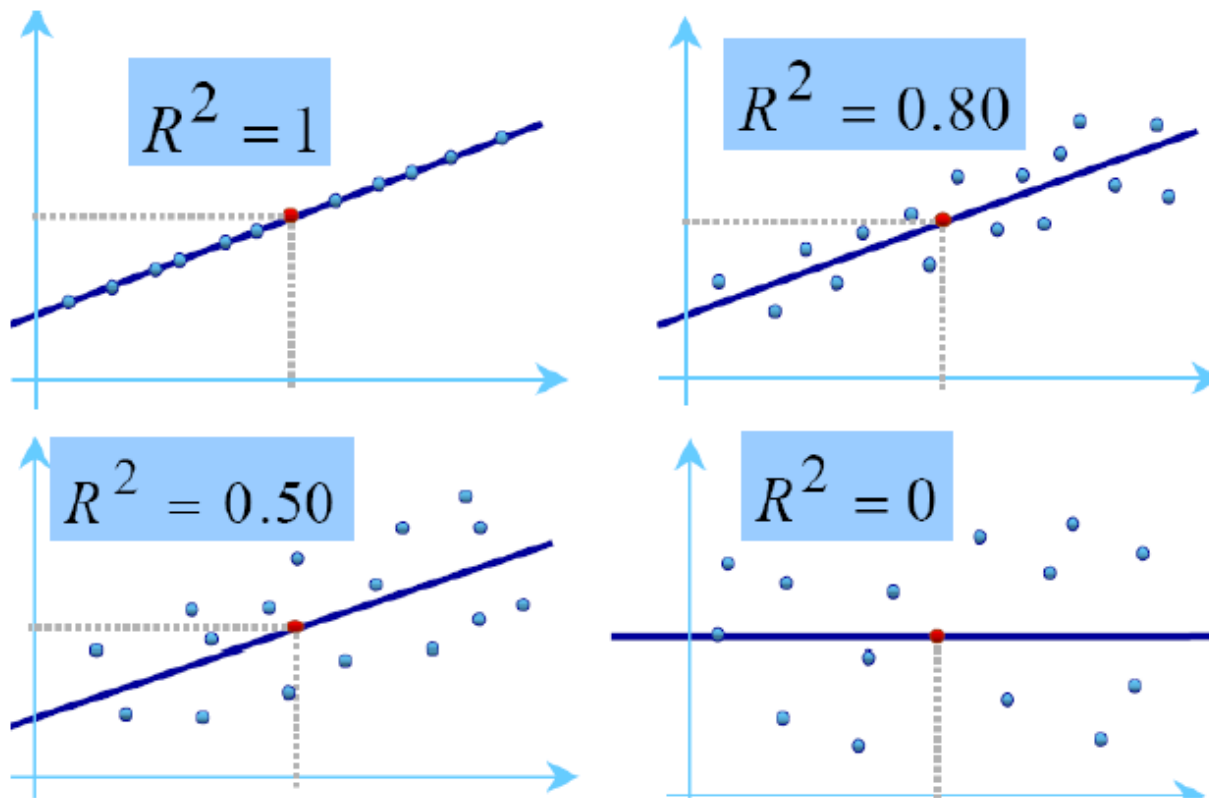 R² = 1
R² = 0.80
R² = 0.50
R² = 0